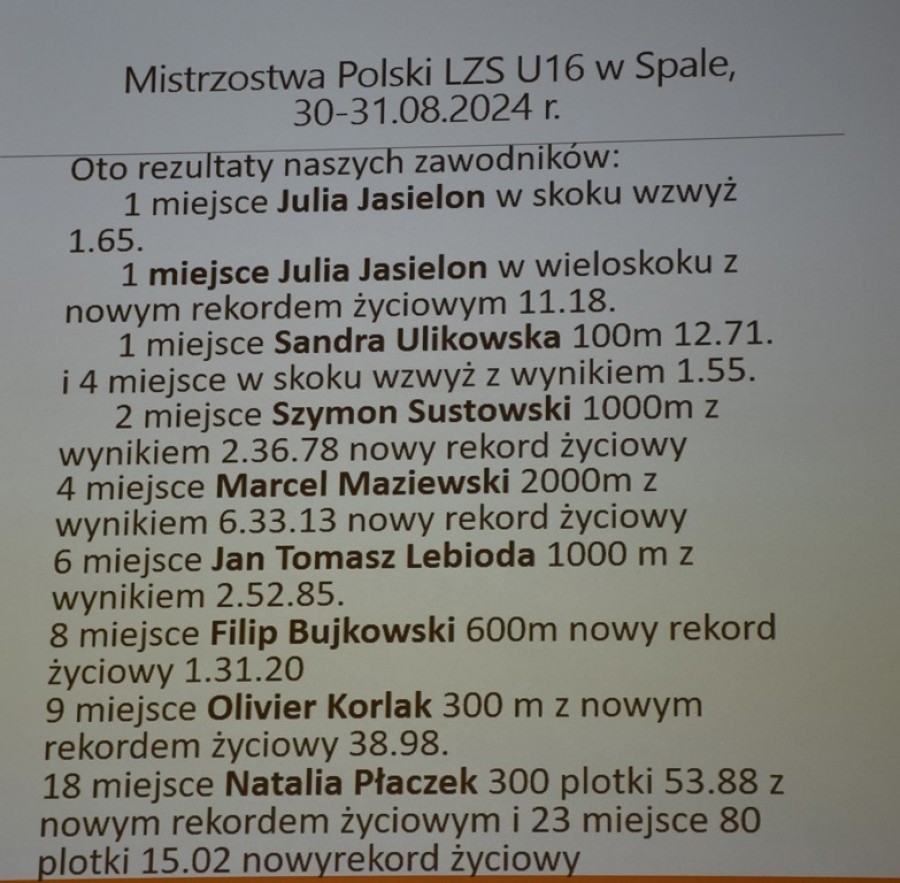 Mistrzostwa Polski LZS U16 w Spale,
30-31.08.2024 r.
Oto rezultaty naszych zawodników:
1 miejsce Julia Jasielon w skoku wzwyż
1.65.
1 miejsce Julia Jasielon w wieloskoku z
nowym rekordem życiowym 11.18.
1 miejsce Sandra Ulikowska 100m 12.71.
i 4 miejsce w skoku wzwyż z wynikiem 1.55.
2 miejsce Szymon Sustowski 1000m z
wynikiem 2.36.78 nowy rekord życiowy
4 miejsce Marcel Maziewski 2000m z
wynikiem 6.33.13 nowy rekord życiowy
6 miejsce Jan Tomasz Lebioda 1000 m z
wynikiem 2.52.85.
8 miejsce Filip Bujkowski 600m nowy rekord
życiowy 1.31.20
9 miejsce Olivier Korlak 300 m z nowym
rekordem życiowy 38.98.
18 miejsce Natalia Płaczek 300 plotki 53.88 z
nowym rekordem życiowym i 23 miejsce 80
plotki 15.02 nowyrekord życiowy